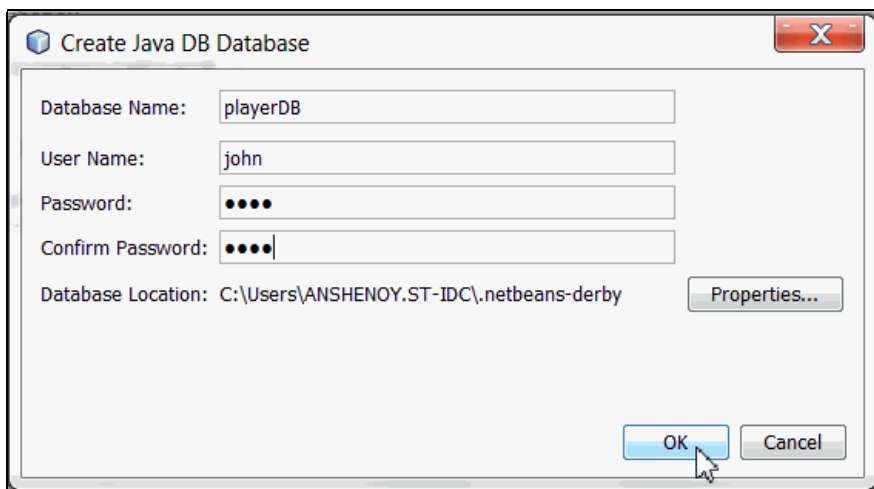 Create Java DB Database
Database Name: playerDB
User Name: john
Password: ●●●●
Confirm Password: ●●●●
Database Location: C:\Users\ANSHENOY.ST-IDC\.netbeans-derby Properties...
OK Cancel